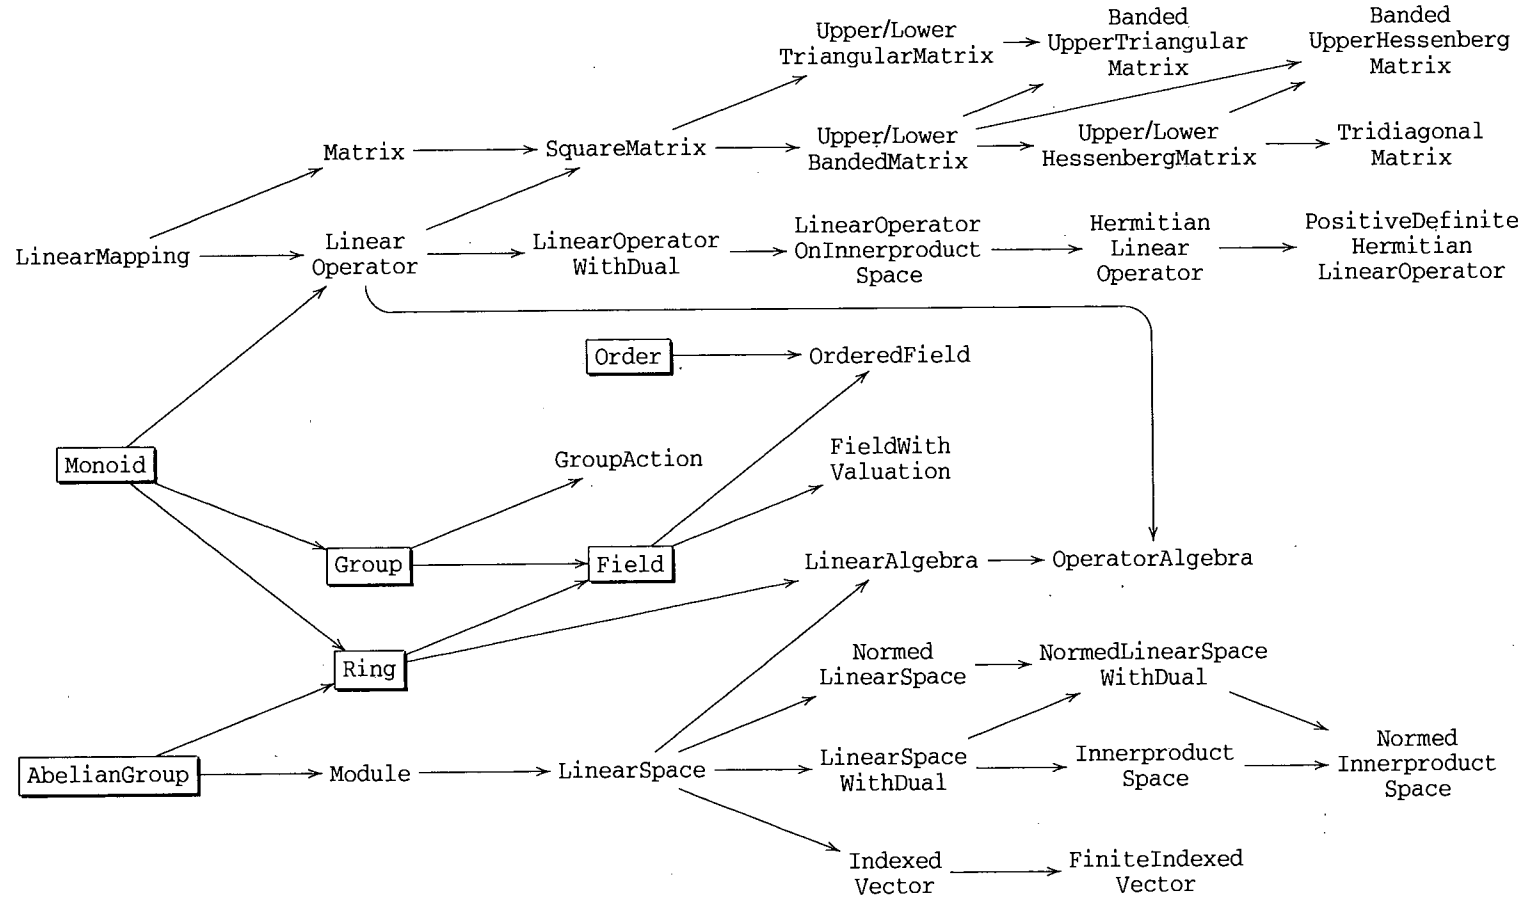 Upper/Lower
TriangularMatrix
Banded
UpperTriangular
Matrix
Banded
UpperHessenberg
Matrix
Matrix
SquareMatrix
Upper/Lower
BandedMatrix
Upper/Lower
HessenbergMatrix
Tridiagonal
Matrix
LinearMapping
Linear
Operator
LinearOperator
WithDual
LinearOperator
OnInnerproduct
Space
Hermitian
Linear
Operator
PositiveDefinite
Hermitian
LinearOperator
Order
OrderedField
Monoid
GroupAction
FieldWith
Valuation
Group
Field
LinearAlgebra
OperatorAlgebra
Ring
Normed
LinearSpace
NormedLinearSpace
WithDual
AbelianGroup
Module
LinearSpace
LinearSpace
WithDual
Innerproduct
Space
Normed
Innerproduct
Space
Indexed
Vector
FiniteIndexed
Vector